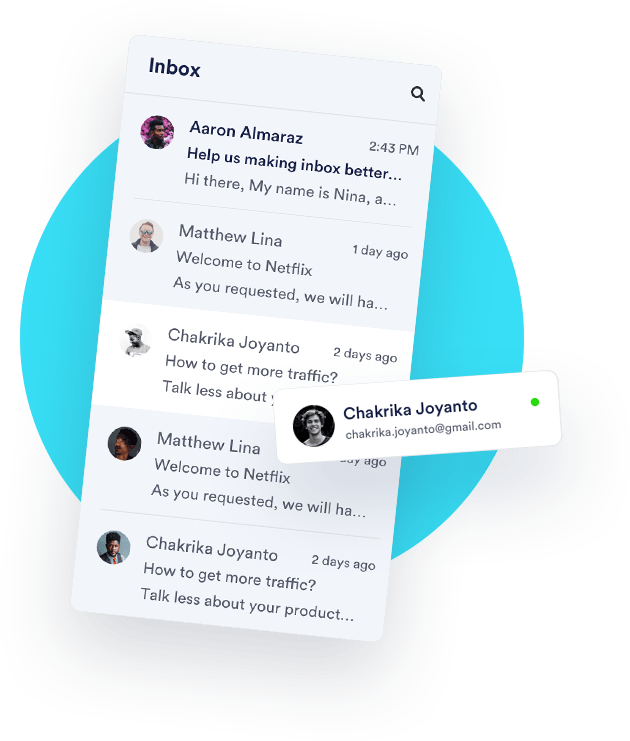 Inbox
Aaron Almaraz
2:43 PM
Help us making inbox better...
Hi there, My name is Nina, a...
Matthew Lina
1 day ago
Welcome to Netflix
As you requested, we will ha...
Chakrika Joyanto
2 days ago
How to get more traffic?
Talk less about
Chakrika Joyanto
chakrika.joyanto@gmail.com
Matthew Lina
day ago
Welcome to Netflix
As you requested, we will ha...
Chakrika Joyanto
2 days ago
How to get more traffic?
Talk less about your product...